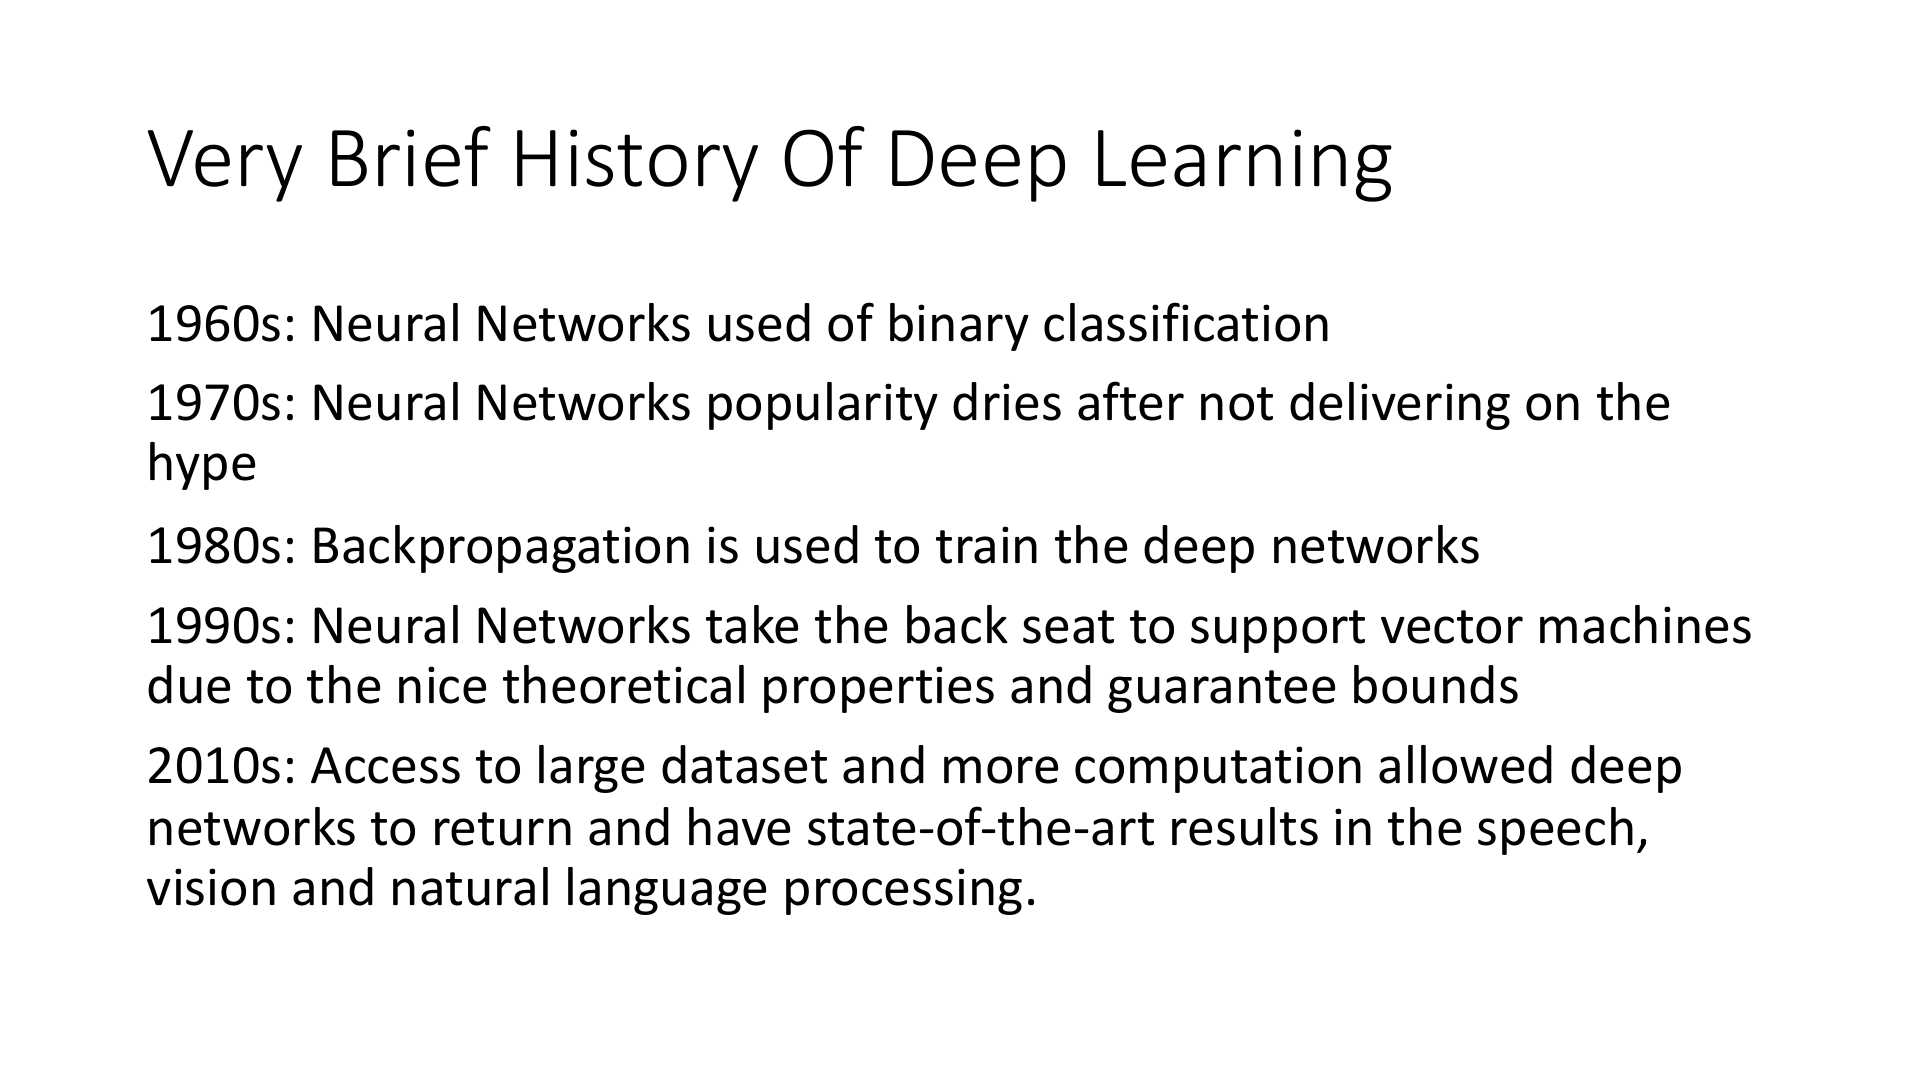 Very Brief History Of Deep Learning
1960s: Neural Networks used of binary classification
1970s: Neural Networks popularity dries after not delivering on the
hype
1980s: Backpropagation is used to train the deep networks
1990s: Neural Networks take the back seat to support vector machines
due to the nice theoretical properties and guarantee bounds
2010s: Access to large dataset and more computation allowed deep
networks to return and have state-of-the-art results in the speech,
vision and natural language processing.